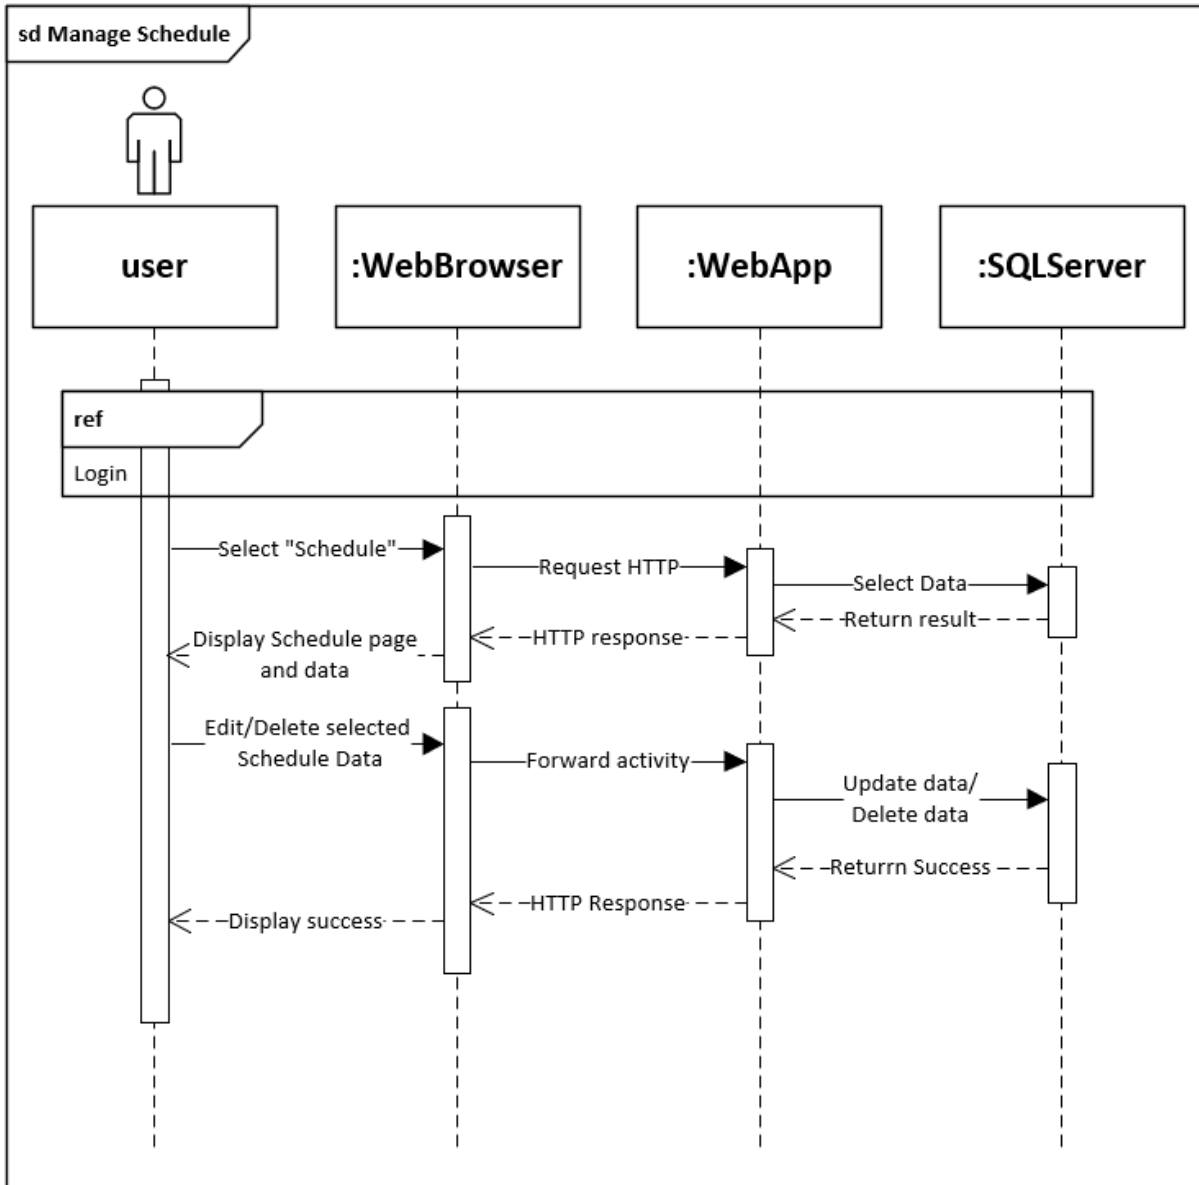 sd Manage Schedule
user
:WebBrowser
:WebApp
:SQLServer
ref
Login
Select "Schedule"
Request HTTP
Select Data
Return result
HTTP response
Display Schedule page
and data
Edit/Delete selected
Schedule Data
Forward activity
Update data/
Delete data
Returrn Success
HTTP Response
Display success